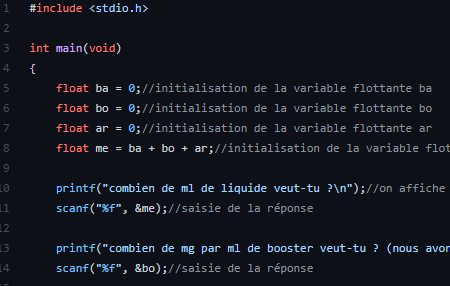 1 #include <stdio.h>
2
3 int main(void)
4 {
5 float ba = 0;//initialisation de la variable flottante ba
6 float bo = 0;//initialisation de la variable flottante bo
7 float ar = 0;//initialisation de la variable flottante ar
8 float me = ba + bo + ar;//initialisation de la variable
9
10 printf("combien de ml de liquide veut-tu ?\n");//on affiche
11 scanf("%f", &me);//saisie de la réponse
12
13 printf("combien de mg par ml de booster veut-tu ? (nous
14 scanf("%f", &bo);//saisie de la réponse